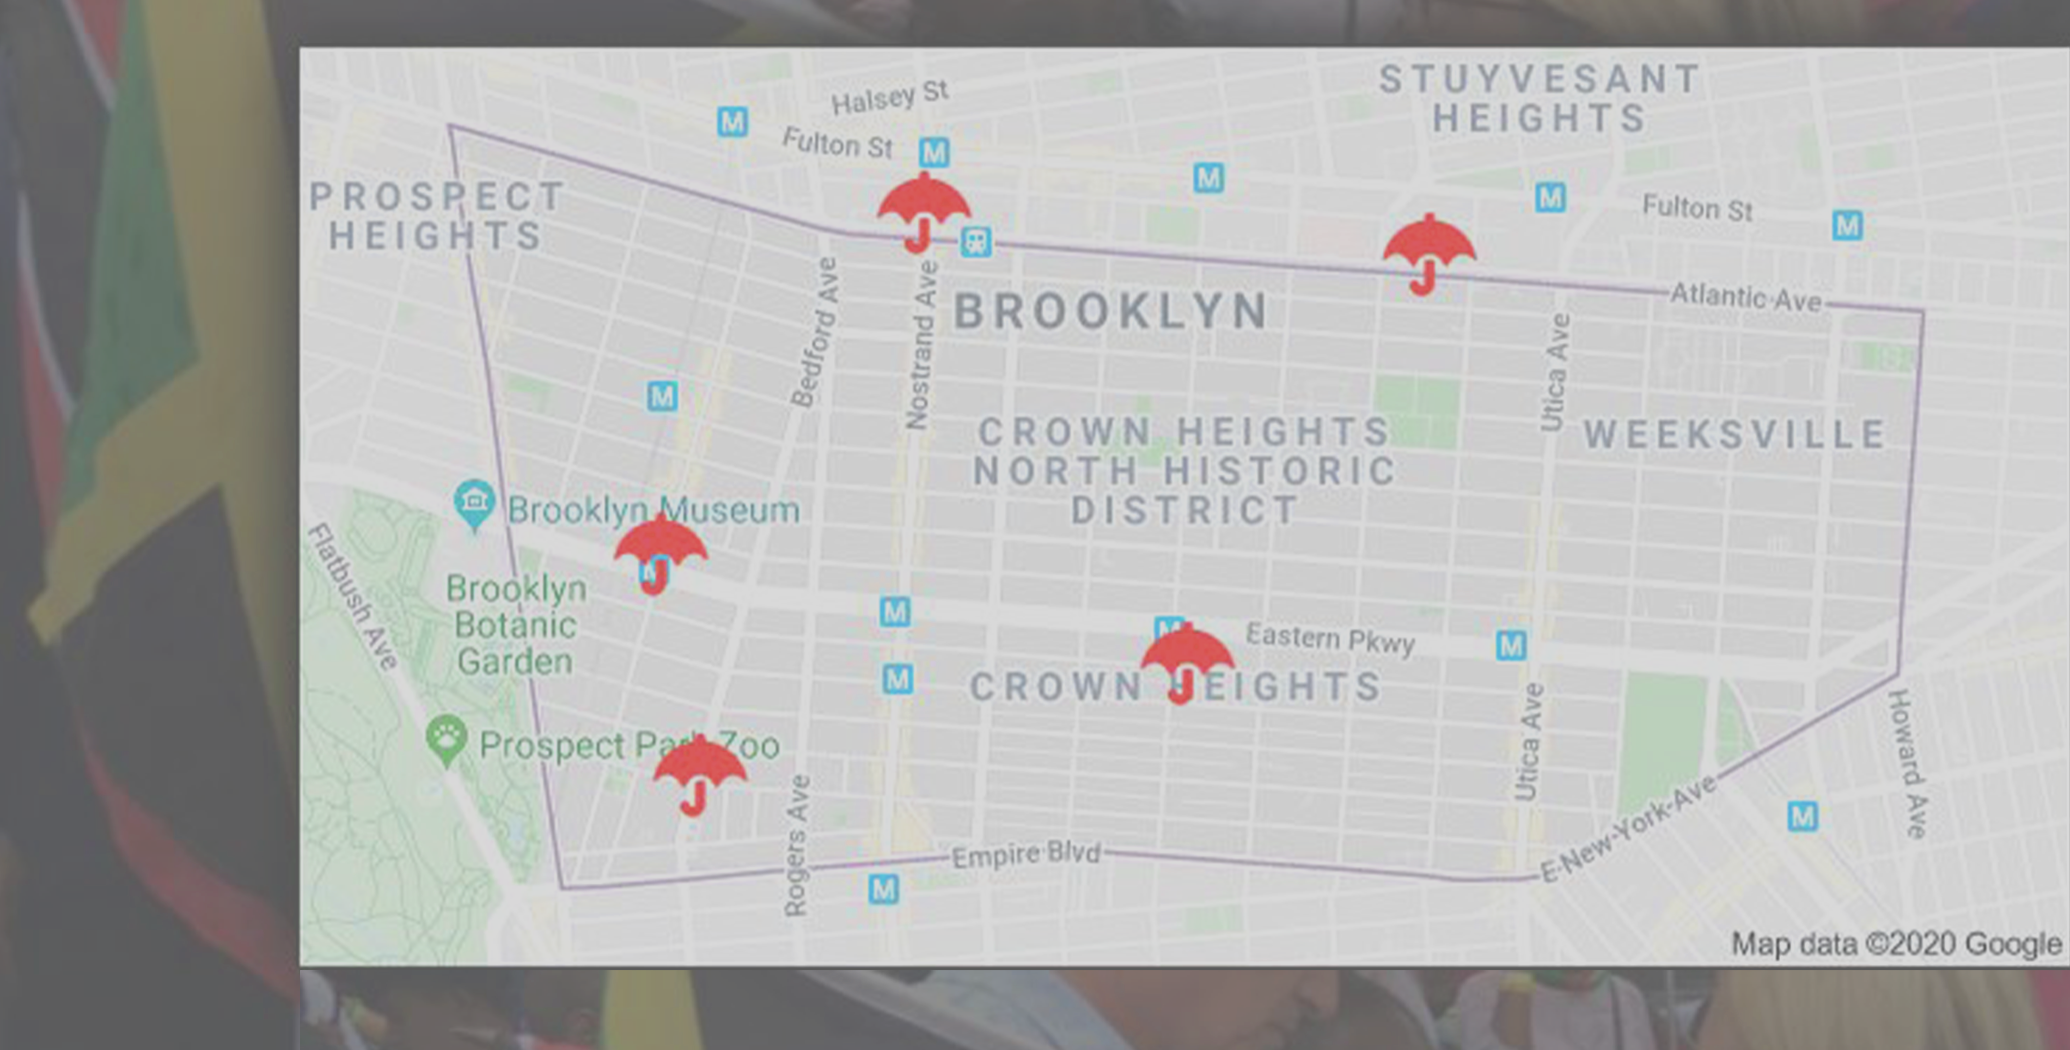 STUYVESANT
HEIGHTS
Halsey St
Fulton St
PROSPECT
HEIGHTS
Fulton St
Bedford Ave
Nostrand Ave
BROOKLYN
Atlantic Ave
Utica Ave
CROWN HEIGHTS
NORTH HISTORIC
DISTRICT
WEEKSVILLE
Brooklyn Museum
Flatbush Ave
Brooklyn
Botanic
Garden
Eastern Pkwy
CROWN HEIGHTS
Utica Ave
Howard Ave
Prospect Park Zoo
Rogers Ave
Empire Blvd
E New York Ave
M
M
M
M
M
M
M
M
M
M
M
M
M
Map data ©2020 Google